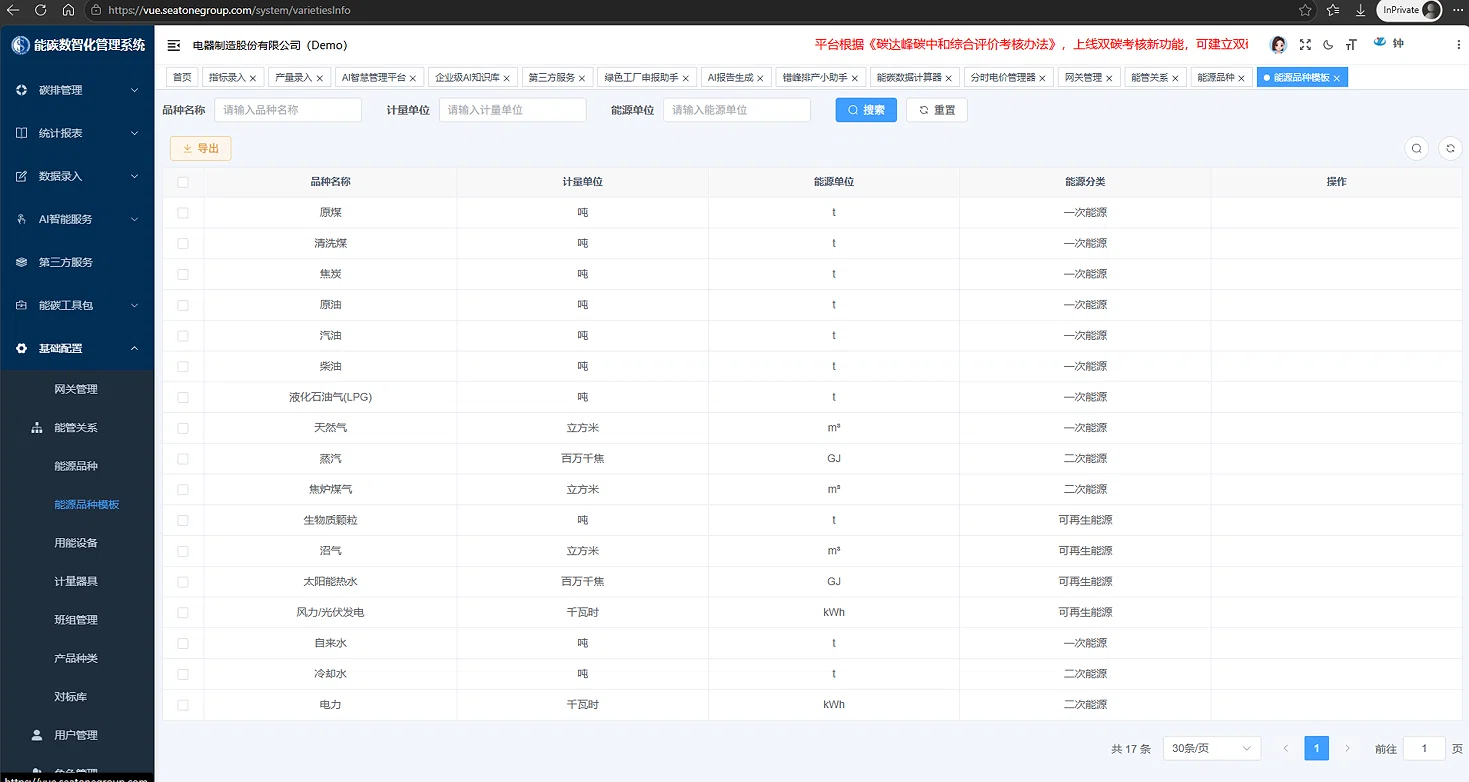 https://vue.seatonegroup.com/system/varietiesInfo
InPrivate
能碳数智化管理系统
电器制造股份有限公司（Demo）
平台根据《碳达峰碳中和综合评价考核办法》，上线双碳考核新功能，可建立双
钟
首页
指标录入
产量录入
AI智慧管理平台
企业级AI知识库
第三方服务
绿色工厂申报助手
AI报告生成
错峰排产小助手
能碳数据计算器
分时电价管理器
网关管理
能管关系
能源品种
能源品种模板
碳排管理
统计报表
数据录入
AI智能服务
第三方服务
能碳工具包
基础配置
网关管理
能管关系
能源品种
能源品种模板
用能设备
计量器具
班组管理
产品种类
对标库
用户管理
品种名称 请输入品种名称 计量单位 请输入计量单位 能源单位 请输入能源单位 搜索 重置
导出
品种名称 计量单位 能源单位 能源分类 操作
原煤 吨 t 一次能源
清洗煤 吨 t 一次能源
焦炭 吨 t 一次能源
原油 吨 t 一次能源
汽油 吨 t 一次能源
柴油 吨 t 一次能源
液化石油气(LPG) 吨 t 一次能源
天然气 立方米 m³ 一次能源
蒸汽 百万千焦 GJ 二次能源
焦炉煤气 立方米 m³ 二次能源
生物质颗粒 吨 t 可再生能源
沼气 立方米 m³ 可再生能源
太阳能热水 百万千焦 GJ 可再生能源
风力/光伏发电 千瓦时 kWh 可再生能源
自来水 吨 t 一次能源
冷却水 吨 t 二次能源
电力 千瓦时 kWh 二次能源
共 17 条 30条/页 1 前往 1 页